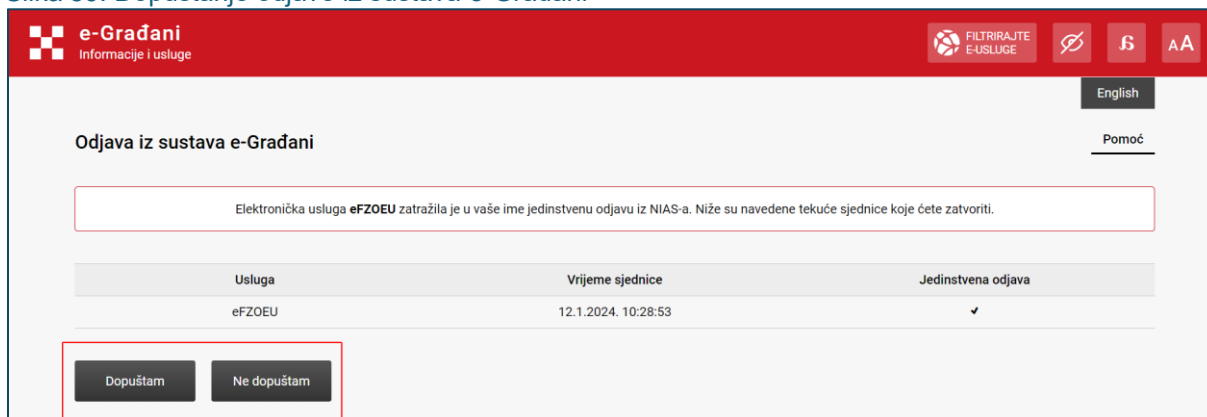 e-Građani
Informacije i usluge
FILTRIRAJTE
E-USLUGE
AA
English
Odjava iz sustava e-Građani
Pomoć
Elektronička usluga eFZOEU zatražila je u vaše ime jedinstvenu odjavu iz NIAS-a. Niže su navedene tekuće sjednice koje ćete zatvoriti.
Usluga Vrijeme sjednice Jedinstvena odjava
eFZOEU 12.1.2024. 10:28:53 ✔
Dopuštam Ne dopuštam